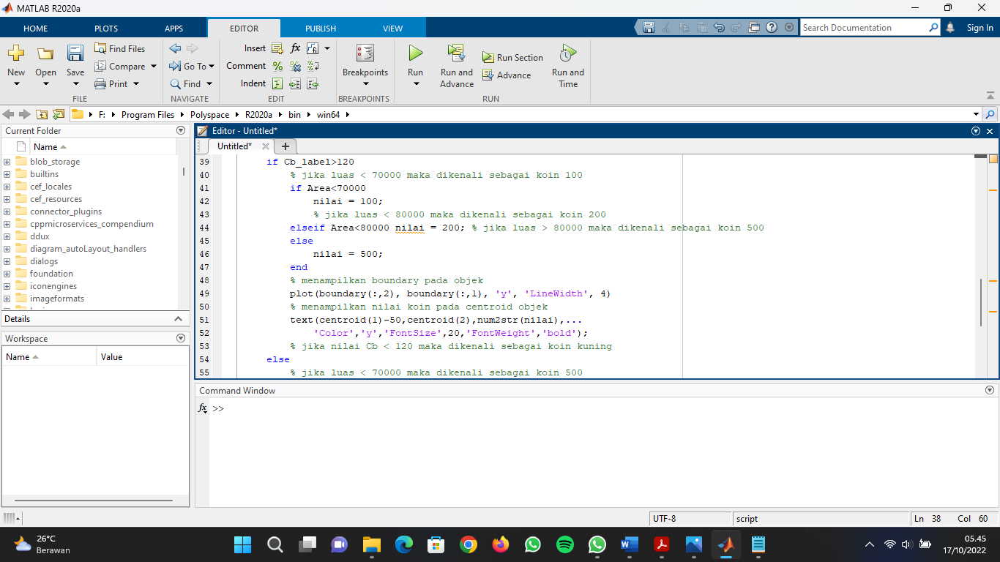 MATLAB R2020a
HOME PLOTS APPS EDITOR PUBLISH VIEW Search Documentation Sign In
New Open Save Find Files Compare Print
FILE
Go To Find
NAVIGATE
Insert fx
Comment
Indent
EDIT
Breakpoints
BREAKPOINTS
Run Run and Advance Run Section Advance Run and Time
RUN
F: Program Files Polyspace R2020a bin win64
Current Folder
Name
blob_storage
builtins
cef_locales
cef_resources
connector_plugins
cppmicroservices_compendium
ddux
diagram_autoLayout_handlers
dialogs
foundation
iconengines
imageformats
Details
Workspace
Name Value
Editor - Untitled*
Untitled*
39 if Cb_label>120
40 % jika luas < 70000 maka dikenali sebagai koin 100
41 if Area<70000
42 nilai = 100;
43 % jika luas < 80000 maka dikenali sebagai koin 200
44 elseif Area<80000 nilai = 200; % jika luas > 80000 maka dikenali sebagai koin 500
45 else
46 nilai = 500;
47 end
48 % menampilkan boundary pada objek
49 plot(boundary(:,2), boundary(:,1), 'y', 'LineWidth', 4)
50 % menampilkan nilai koin pada centroid objek
51 text(centroid(1)-50,centroid(2),num2str(nilai),...
52 'Color','y','FontSize',20,'FontWeight','bold');
53 % jika nilai Cb < 120 maka dikenali sebagai koin kuning
54 else
55 % jika luas < 70000 maka dikenali sebagai koin 500
Command Window
fx >>
UTF-8 script Ln 38 Col 60
26°C
Berawan
05.45
17/10/2022